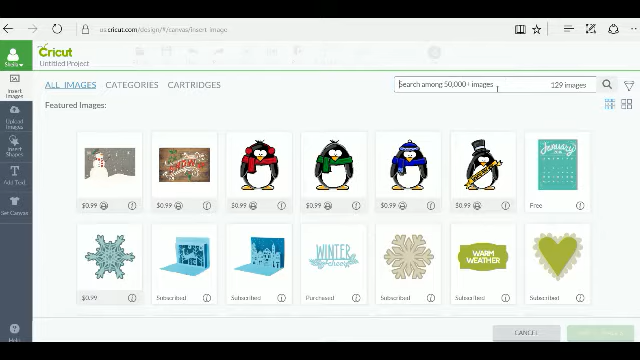 us.cricut.com/design/#/canvas/insert-image
Cricut
Untitled Project
Sheila
Insert Images
Upload Images
Insert Shapes
Add Text
Set Canvas
Help
ALL IMAGES CATEGORIES CARTRIDGES
Search among 50,000+ images 129 images
Featured Images:
$0.99 $0.99 $0.99 $0.99 $0.99 $0.99 Free
WINTER
WARM WEATHER
$0.99 Subscribed Subscribed Purchased Subscribed Subscribed Subscribed
CANCEL